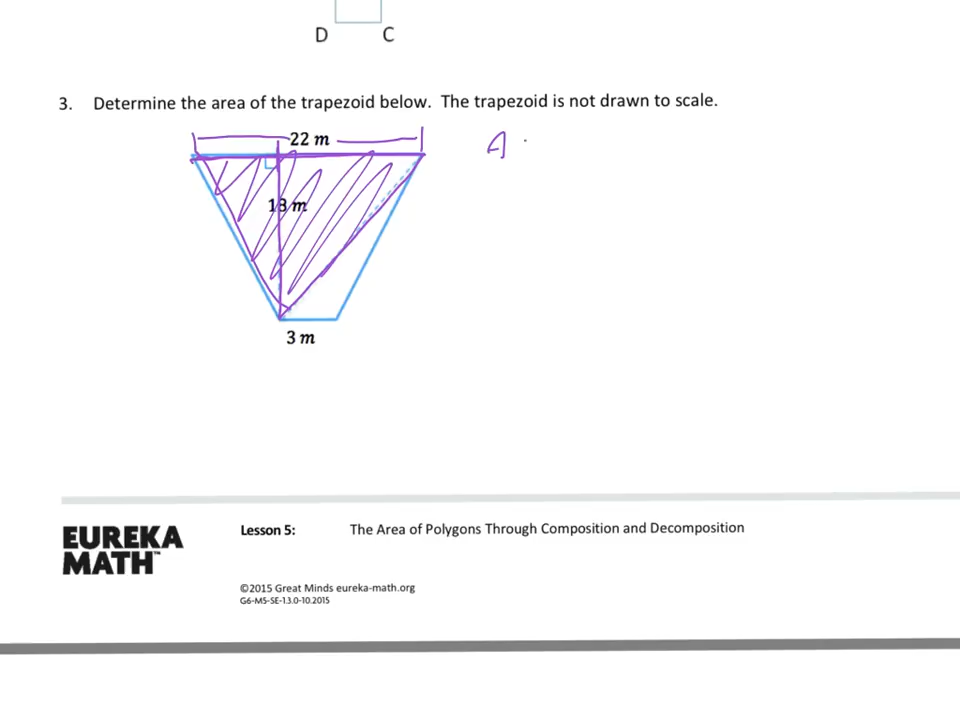 D C
3. Determine the area of the trapezoid below. The trapezoid is not drawn to scale.
22 m
A
18 m
3 m
EUREKA
MATH™
Lesson 5: The Area of Polygons Through Composition and Decomposition
©2015 Great Minds eureka-math.org
G6-M5-SE-1.3.0-10.2015